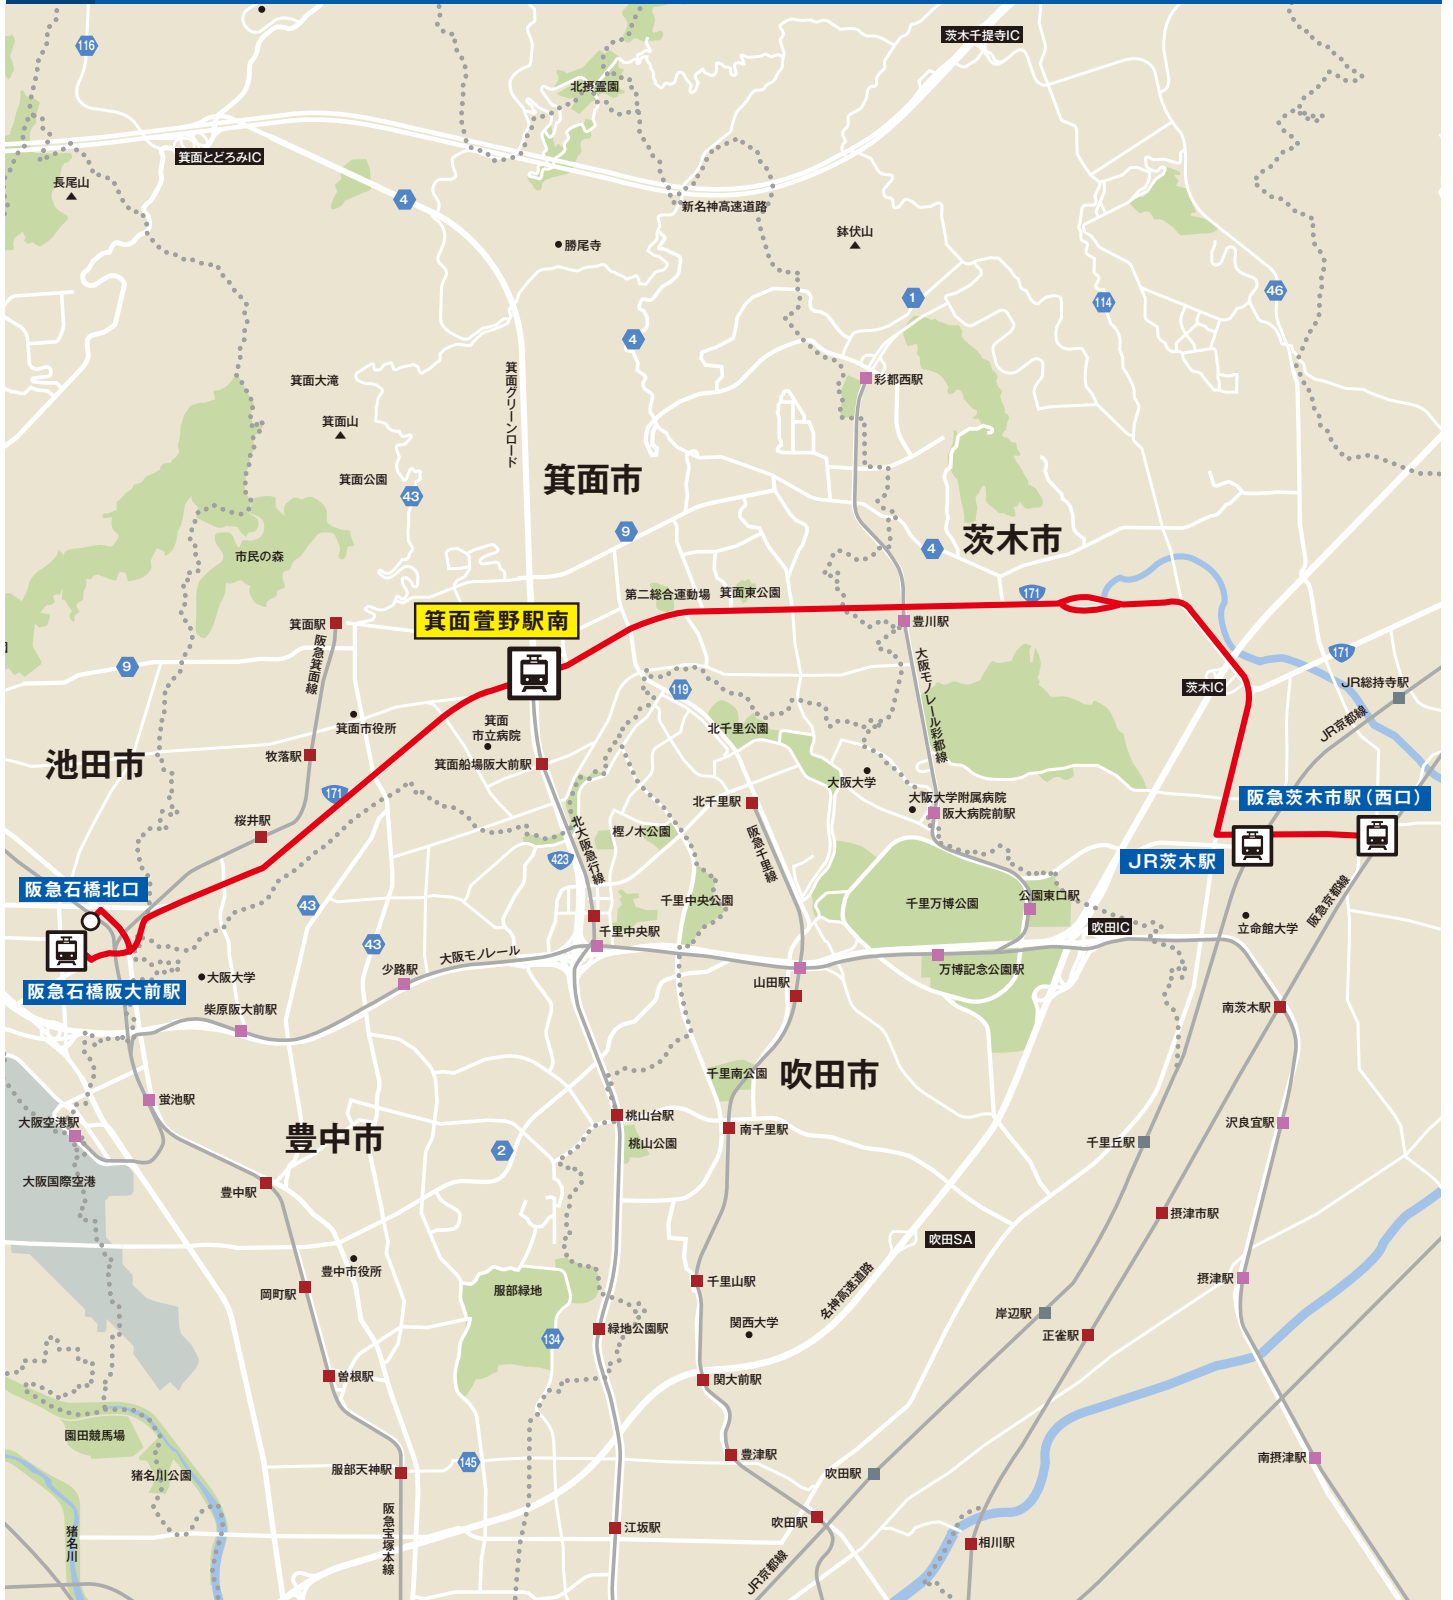 116
茨木千提寺IC
北摂霊園
箕面とどろみIC
長尾山
4
新名神高速道路
鉢伏山
勝尾寺
1
114
46
4
箕面グリーンロード
箕面大滝
彩都西駅
箕面山
箕面市
箕面公園
43
9
茨木市
4
市民の森
第二総合運動場
箕面東公園
171
箕面萱野駅南
箕面駅
豊川駅
阪急箕面線
大阪モノレール彩都線
171
9
119
茨木IC
JR総持寺駅
JR京都線
箕面市役所
箕面
市立病院
北千里公園
池田市
牧落駅
箕面船場阪大前駅
大阪大学
171
北千里駅
大阪大学附属病院
阪大病院前駅
阪急茨木市駅(西口)
桜井駅
北大阪急行線
樫ノ木公園
阪急千里線
423
JR茨木駅
阪急石橋北口
43
千里中央公園
千里万博公園
公園東口駅
阪急京都線
吹田IC
立命館大学
千里中央駅
43
大阪モノレール
少路駅
万博記念公園駅
大阪大学
阪急石橋阪大前駅
山田駅
柴原阪大前駅
南茨木駅
千里南公園
吹田市
蛍池駅
大阪空港駅
桃山台駅
南千里駅
沢良宜駅
豊中市
桃山公園
千里丘駅
2
大阪国際空港
豊中駅
摂津市駅
吹田SA
豊中市役所
岡町駅
服部緑地
千里山駅
名神高速道路
摂津駅
関西大学
岸辺駅
緑地公園駅
134
正雀駅
曽根駅
関大前駅
園田競馬場
豊津駅
南摂津駅
猪名川公園
服部天神駅
145
吹田駅
猪名川
阪急宝塚本線
江坂駅
吹田駅
相川駅
JR京都線